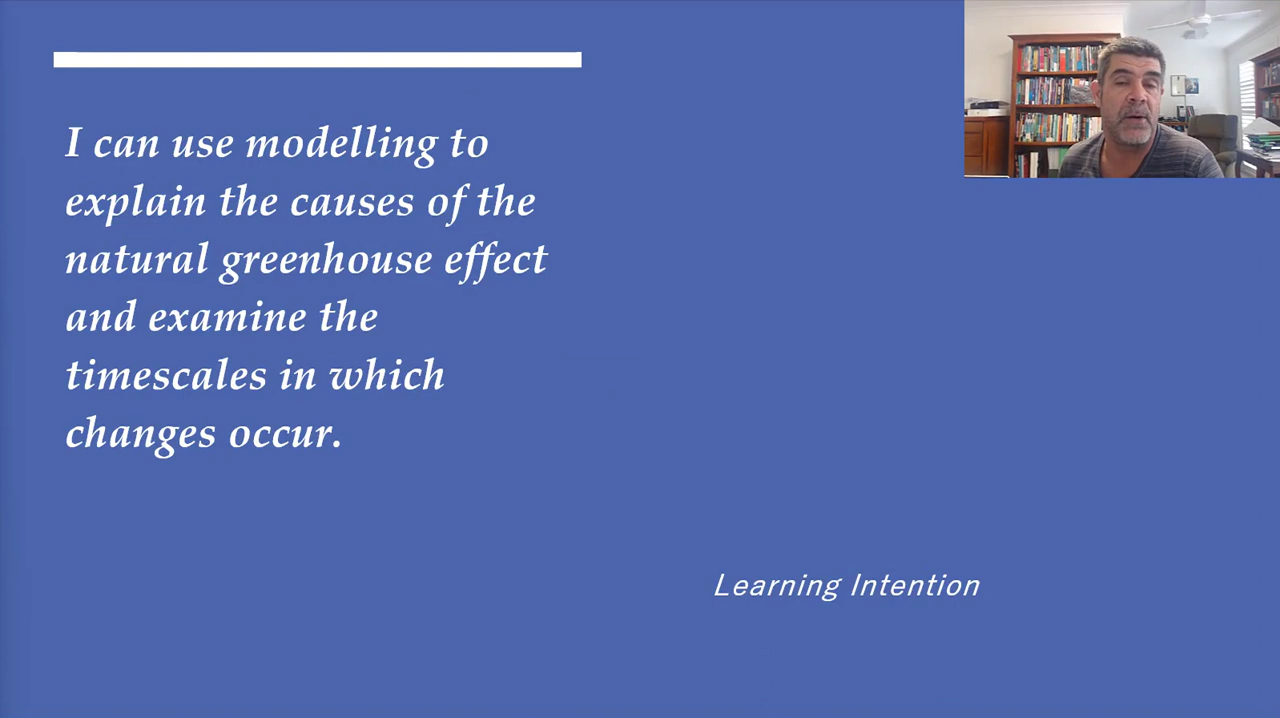 I can use modelling to
explain the causes of the
natural greenhouse effect
and examine the
timescales in which
changes occur.
Learning Intention